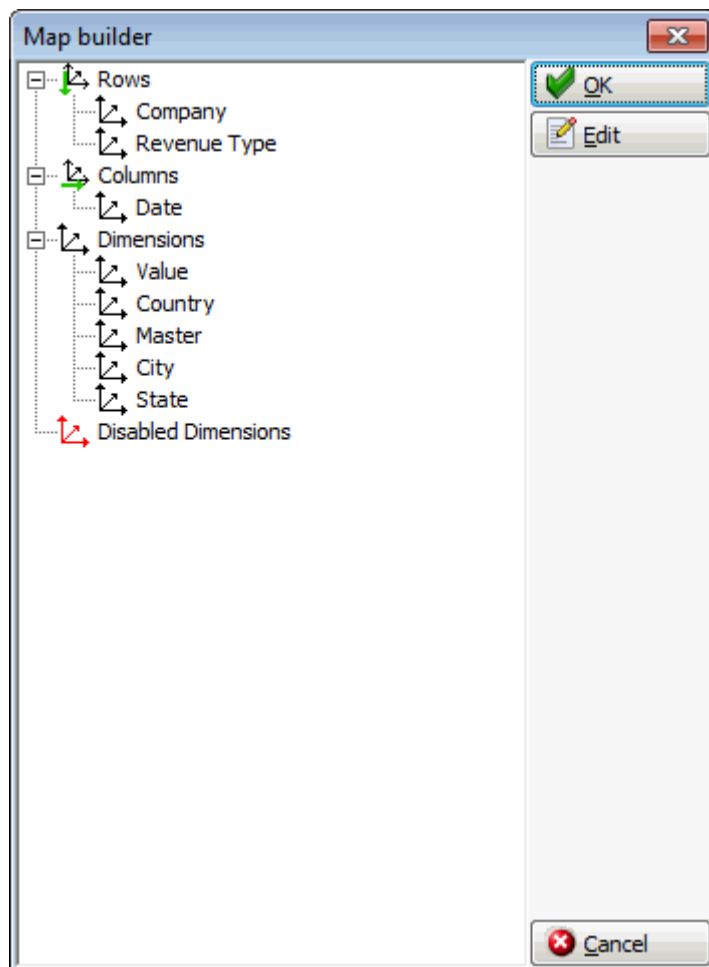 Map builder
Rows
Company
Revenue Type
Columns
Date
Dimensions
Value
Country
Master
City
State
Disabled Dimensions
OK
Edit
Cancel